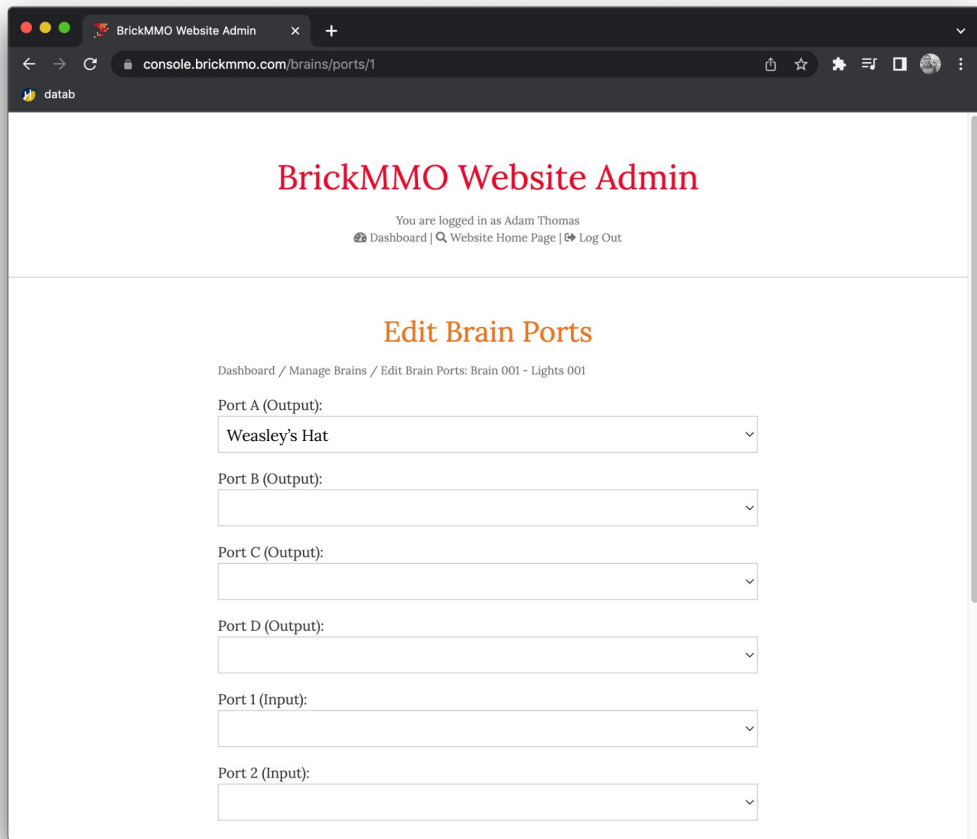 BrickMMO Website Admin
console.brickmmo.com/brains/ports/1
datab
BrickMMO Website Admin
You are logged in as Adam Thomas
Dashboard | Website Home Page | Log Out
Edit Brain Ports
Dashboard / Manage Brains / Edit Brain Ports: Brain 001 - Lights 001
Port A (Output):
Weasley’s Hat
Port B (Output):
Port C (Output):
Port D (Output):
Port 1 (Input):
Port 2 (Input):